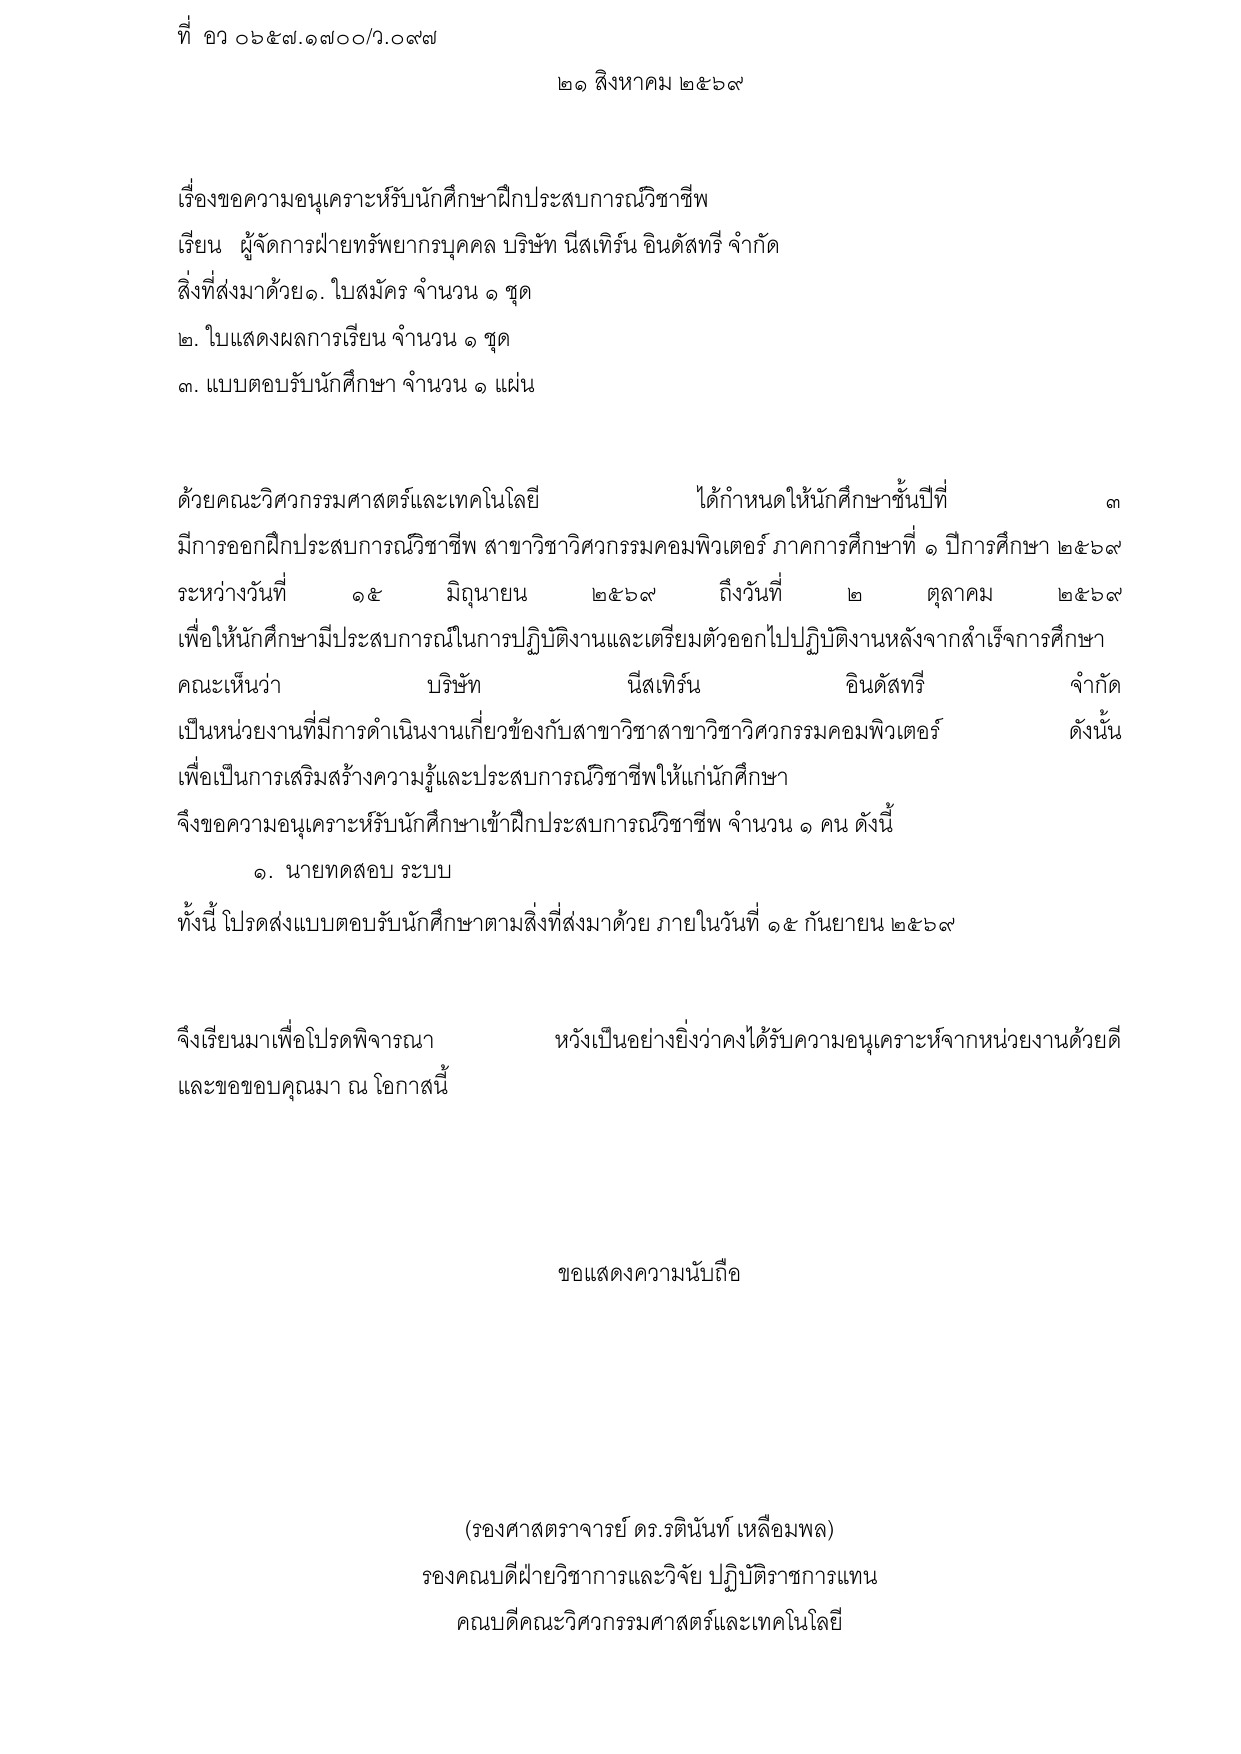 ที่ อว ๐๖๕๗.๑๗๐๐/ว.๐๙๗
๒๑ สิงหาคม ๒๕๖๙
เรื่องขอความอนุเคราะห์รับนักศึกษาฝึกประสบการณ์วิชาชีพ
เรียน ผู้จัดการฝ่ายทรัพยากรบุคคล บริษัท นีสเทิร์น อินดัสทรี จำกัด
สิ่งที่ส่งมาด้วย๑. ใบสมัคร จำนวน ๑ ชุด
๒. ใบแสดงผลการเรียน จำนวน ๑ ชุด
๓. แบบตอบรับนักศึกษา จำนวน ๑ แผ่น
ด้วยคณะวิศวกรรมศาสตร์และเทคโนโลยี ได้กำหนดให้นักศึกษาชั้นปีที่ ๓
มีการออกฝึกประสบการณ์วิชาชีพ สาขาวิชาวิศวกรรมคอมพิวเตอร์ ภาคการศึกษาที่ ๑ ปีการศึกษา ๒๕๖๙
ระหว่างวันที่ ๑๕ มิถุนายน ๒๕๖๙ ถึงวันที่ ๒ ตุลาคม ๒๕๖๙
เพื่อให้นักศึกษามีประสบการณ์ในการปฏิบัติงานและเตรียมตัวออกไปปฏิบัติงานหลังจากสำเร็จการศึกษา
คณะเห็นว่า บริษัท นีสเทิร์น อินดัสทรี จำกัด
เป็นหน่วยงานที่มีการดำเนินงานเกี่ยวข้องกับสาขาวิชาสาขาวิชาวิศวกรรมคอมพิวเตอร์ ดังนั้น
เพื่อเป็นการเสริมสร้างความรู้และประสบการณ์วิชาชีพให้แก่นักศึกษา
จึงขอความอนุเคราะห์รับนักศึกษาเข้าฝึกประสบการณ์วิชาชีพ จำนวน ๑ คน ดังนี้
๑. นายทดสอบ ระบบ
ทั้งนี้ โปรดส่งแบบตอบรับนักศึกษาตามสิ่งที่ส่งมาด้วย ภายในวันที่ ๑๕ กันยายน ๒๕๖๙
จึงเรียนมาเพื่อโปรดพิจารณา หวังเป็นอย่างยิ่งว่าคงได้รับความอนุเคราะห์จากหน่วยงานด้วยดี
และขอขอบคุณมา ณ โอกาสนี้
ขอแสดงความนับถือ
(รองศาสตราจารย์ ดร.รตินันท์ เหลือมพล)
รองคณบดีฝ่ายวิชาการและวิจัย ปฏิบัติราชการแทน
คณบดีคณะวิศวกรรมศาสตร์และเทคโนโลยี